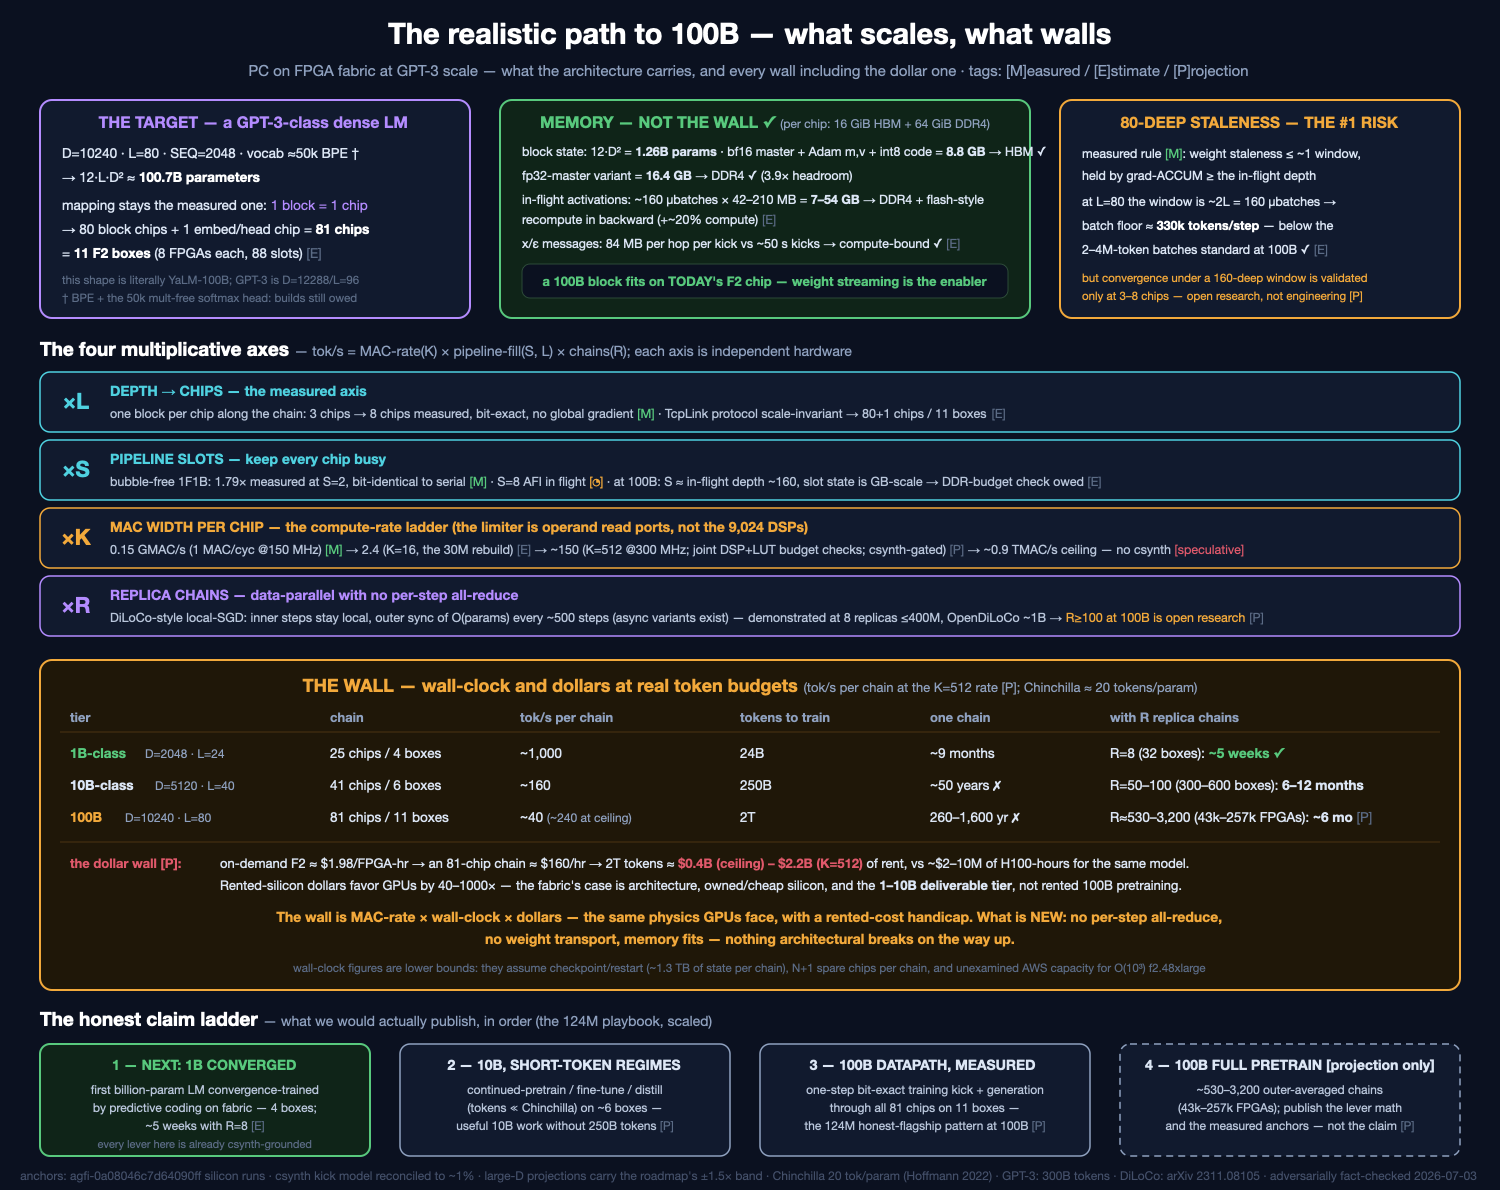 The realistic path to 100B — what scales, what walls
PC on FPGA fabric at GPT-3 scale — what the architecture carries, and every wall including the dollar one · tags: [M]easured / [E]stimate / [P]rojection
THE TARGET — a GPT-3-class dense LM
D=10240 · L=80 · SEQ=2048 · vocab ≈50k BPE †
→ 12·L·D² ≈ 100.7B parameters
mapping stays the measured one: 1 block = 1 chip
→ 80 block chips + 1 embed/head chip = 81 chips
= 11 F2 boxes (8 FPGAs each, 88 slots) [E]
this shape is literally YaLM-100B; GPT-3 is D=12288/L=96
† BPE + the 50k mult-free softmax head: builds still owed
MEMORY — NOT THE WALL ✓ (per chip: 16 GiB HBM + 64 GiB DDR4)
block state: 12·D² = 1.26B params · bf16 master + Adam m,v + int8 code = 8.8 GB → HBM ✓
fp32-master variant = 16.4 GB → DDR4 ✓ (3.9× headroom)
in-flight activations: ~160 μbatches × 42–210 MB = 7–54 GB → DDR4 + flash-style
recompute in backward (+~20% compute) [E]
x/ε messages: 84 MB per hop per kick vs ~50 s kicks → compute-bound ✓ [E]
a 100B block fits on TODAY's F2 chip — weight streaming is the enabler
80-DEEP STALENESS — THE #1 RISK
measured rule [M]: weight staleness ≤ ~1 window,
held by grad-ACCUM ≥ the in-flight depth
at L=80 the window is ~2L = 160 μbatches →
batch floor ≈ 330k tokens/step — below the
2–4M-token batches standard at 100B ✓ [E]
but convergence under a 160-deep window is validated
only at 3–8 chips — open research, not engineering [P]
The four multiplicative axes — tok/s = MAC-rate(K) × pipeline-fill(S, L) × chains(R); each axis is independent hardware
×L
DEPTH → CHIPS — the measured axis
one block per chip along the chain: 3 chips → 8 chips measured, bit-exact, no global gradient [M] · TcpLink protocol scale-invariant → 80+1 chips / 11 boxes [E]
×S
PIPELINE SLOTS — keep every chip busy
bubble-free 1F1B: 1.79× measured at S=2, bit-identical to serial [M] · S=8 AFI in flight [◔] · at 100B: S ≈ in-flight depth ~160, slot state is GB-scale → DDR-budget check owed [E]
×K
MAC WIDTH PER CHIP — the compute-rate ladder (the limiter is operand read ports, not the 9,024 DSPs)
0.15 GMAC/s (1 MAC/cyc @150 MHz) [M] → 2.4 (K=16, the 30M rebuild) [E] → ~150 (K=512 @300 MHz; joint DSP+LUT budget checks; csynth-gated) [P] → ~0.9 TMAC/s ceiling — no csynth [speculative]
×R
REPLICA CHAINS — data-parallel with no per-step all-reduce
DiLoCo-style local-SGD: inner steps stay local, outer sync of O(params) every ~500 steps (async variants exist) — demonstrated at 8 replicas ≤400M, OpenDiLoCo ~1B → R≥100 at 100B is open research [P]
THE WALL — wall-clock and dollars at real token budgets (tok/s per chain at the K=512 rate [P]; Chinchilla ≈ 20 tokens/param)
tier chain tok/s per chain tokens to train one chain with R replica chains
1B-class D=2048 · L=24 25 chips / 4 boxes ~1,000 24B ~9 months R=8 (32 boxes): ~5 weeks ✓
10B-class D=5120 · L=40 41 chips / 6 boxes ~160 250B ~50 years ✗ R=50–100 (300–600 boxes): 6–12 months
100B D=10240 · L=80 81 chips / 11 boxes ~40 (~240 at ceiling) 2T 260–1,600 yr ✗ R≈530–3,200 (43k–257k FPGAs): ~6 mo [P]
the dollar wall [P]: on-demand F2 ≈ $1.98/FPGA-hr → an 81-chip chain ≈ $160/hr → 2T tokens ≈ $0.4B (ceiling) – $2.2B (K=512) of rent, vs ~$2–10M of H100-hours for the same model.
Rented-silicon dollars favor GPUs by 40–1000× — the fabric's case is architecture, owned/cheap silicon, and the 1–10B deliverable tier, not rented 100B pretraining.
The wall is MAC-rate × wall-clock × dollars — the same physics GPUs face, with a rented-cost handicap. What is NEW: no per-step all-reduce,
no weight transport, memory fits — nothing architectural breaks on the way up.
wall-clock figures are lower bounds: they assume checkpoint/restart (~1.3 TB of state per chain), N+1 spare chips per chain, and unexamined AWS capacity for O(10³) f2.48xlarge
The honest claim ladder — what we would actually publish, in order (the 124M playbook, scaled)
1 — NEXT: 1B CONVERGED
first billion-param LM convergence-trained
by predictive coding on fabric — 4 boxes;
~5 weeks with R=8 [E]
every lever here is already csynth-grounded
2 — 10B, SHORT-TOKEN REGIMES
continued-pretrain / fine-tune / distill
(tokens ≪ Chinchilla) on ~6 boxes —
useful 10B work without 250B tokens [P]
3 — 100B DATAPATH, MEASURED
one-step bit-exact training kick + generation
through all 81 chips on 11 boxes —
the 124M honest-flagship pattern at 100B [P]
4 — 100B FULL PRETRAIN [projection only]
~530–3,200 outer-averaged chains
(43k–257k FPGAs); publish the lever math
and the measured anchors — not the claim [P]
anchors: agfi-0a08046c7d64090ff silicon runs · csynth kick model reconciled to ~1% · large-D projections carry the roadmap's ±1.5× band · Chinchilla 20 tok/param (Hoffmann 2022) · GPT-3: 300B tokens · DiLoCo: arXiv 2311.08105 · adversarially fact-checked 2026-07-03